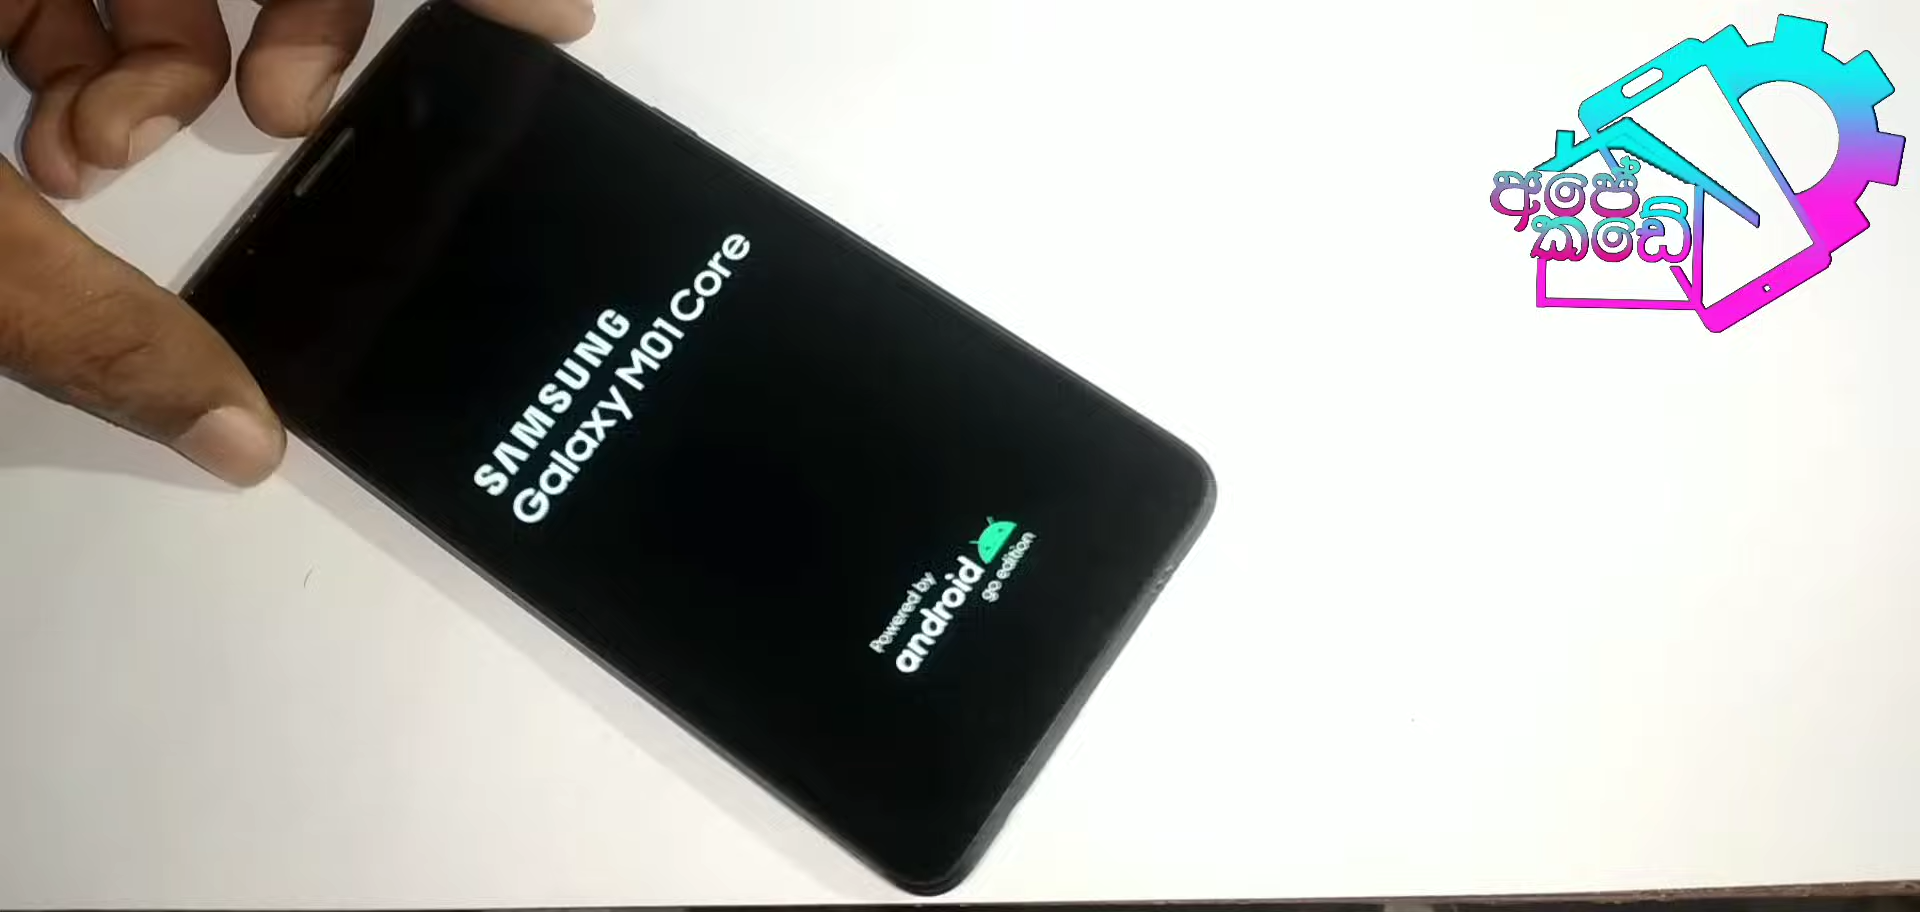 SAMSUNG
Galaxy M01 Core
Powered by
android
go edition
අපේ
කඩේ